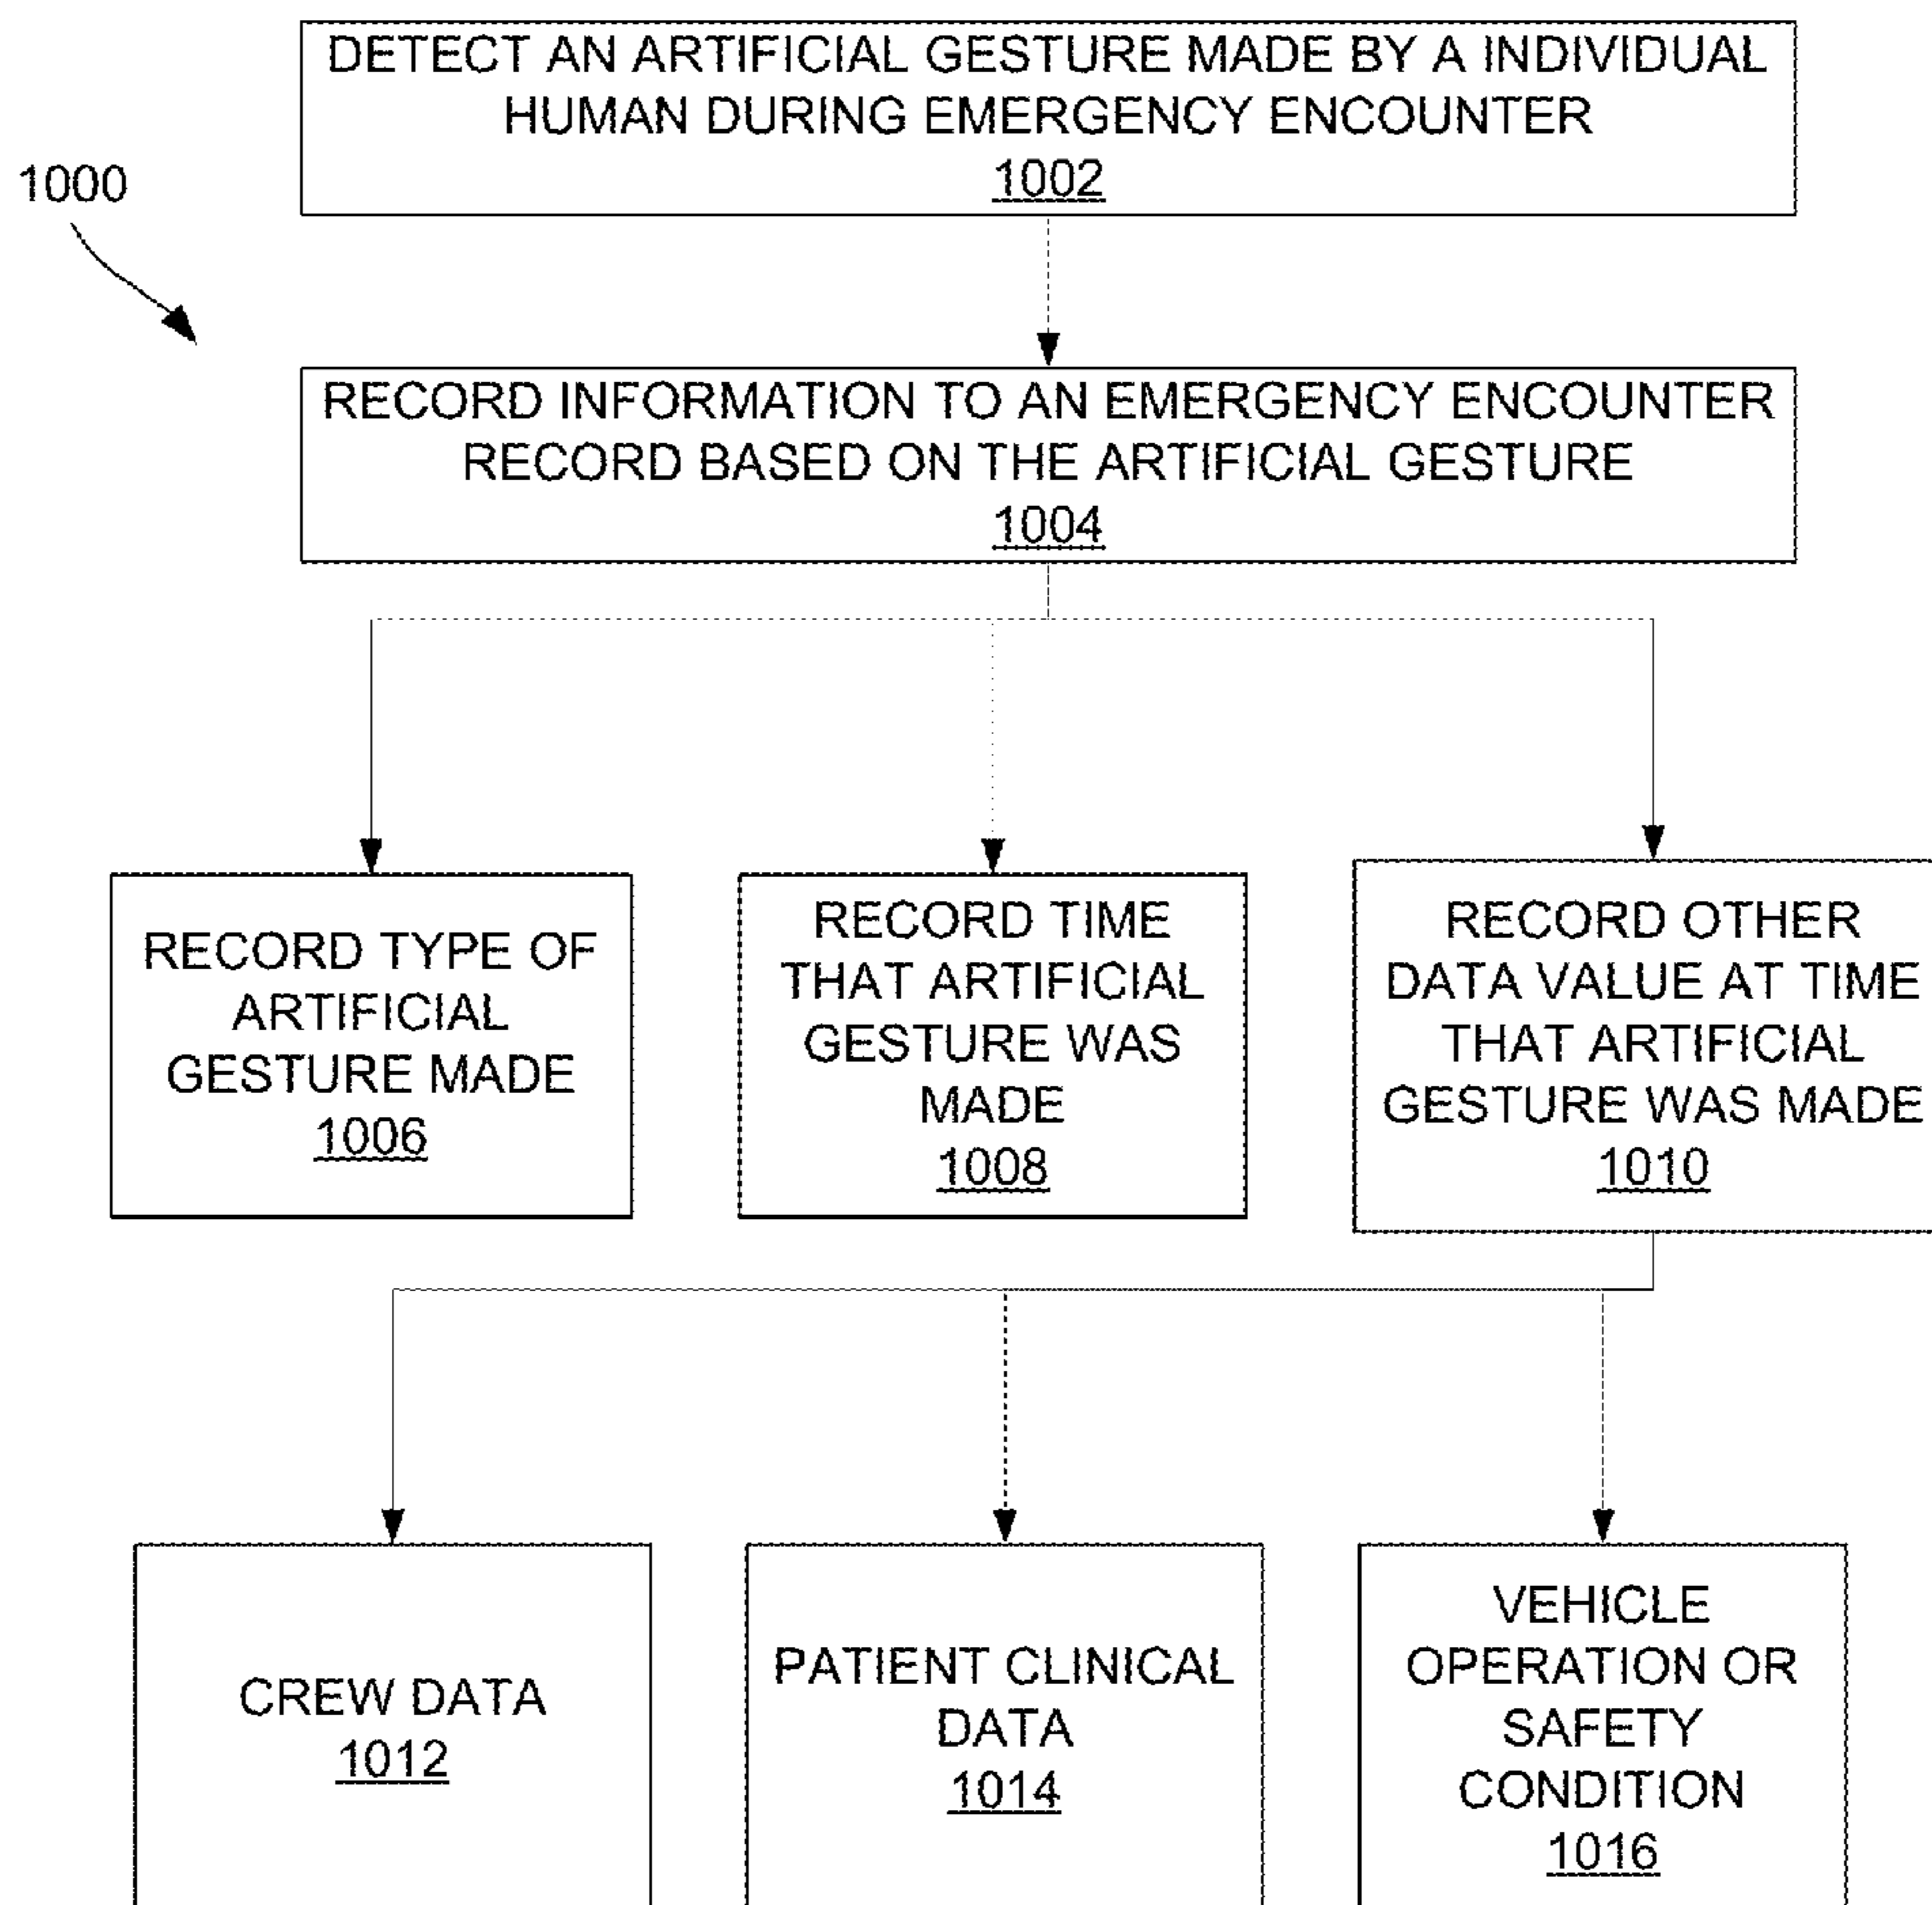 DETECT AN ARTIFICIAL GESTURE MADE BY A INDIVIDUAL
HUMAN DURING EMERGENCY ENCOUNTER
1002
1000
RECORD INFORMATION TO AN EMERGENCY ENCOUNTER
RECORD BASED ON THE ARTIFICIAL GESTURE
1004
RECORD TYPE OF
ARTIFICIAL
GESTURE MADE
1006
RECORD TIME
THAT ARTIFICIAL
GESTURE WAS
MADE
1008
RECORD OTHER
DATA VALUE AT TIME
THAT ARTIFICIAL
GESTURE WAS MADE
1010
CREW DATA
1012
PATIENT CLINICAL
DATA
1014
VEHICLE
OPERATION OR
SAFETY
CONDITION
1016